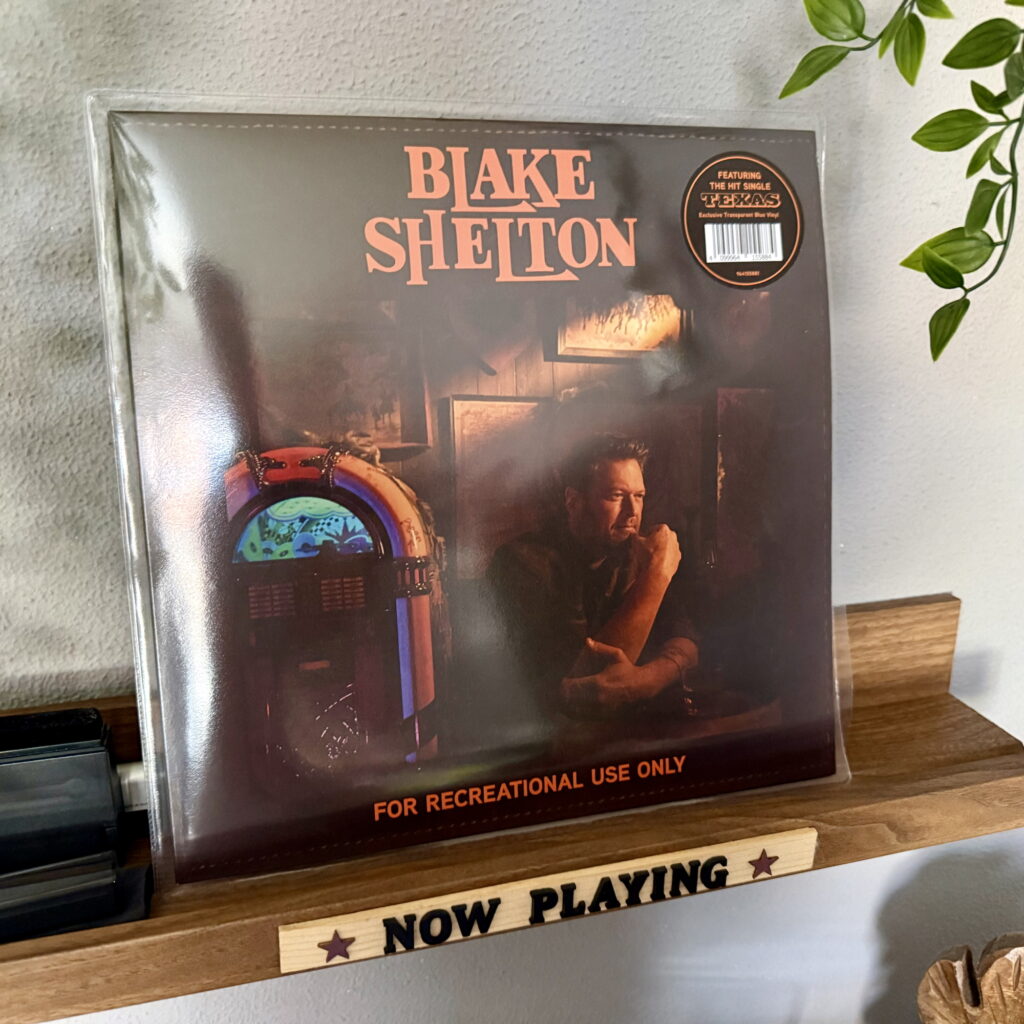 BLAKE
SHELTON
FEATURING
THE HIT SINGLE
TEXAS
Exclusive Transparent Blue Vinyl
FOR RECREATIONAL USE ONLY
NOW PLAYING